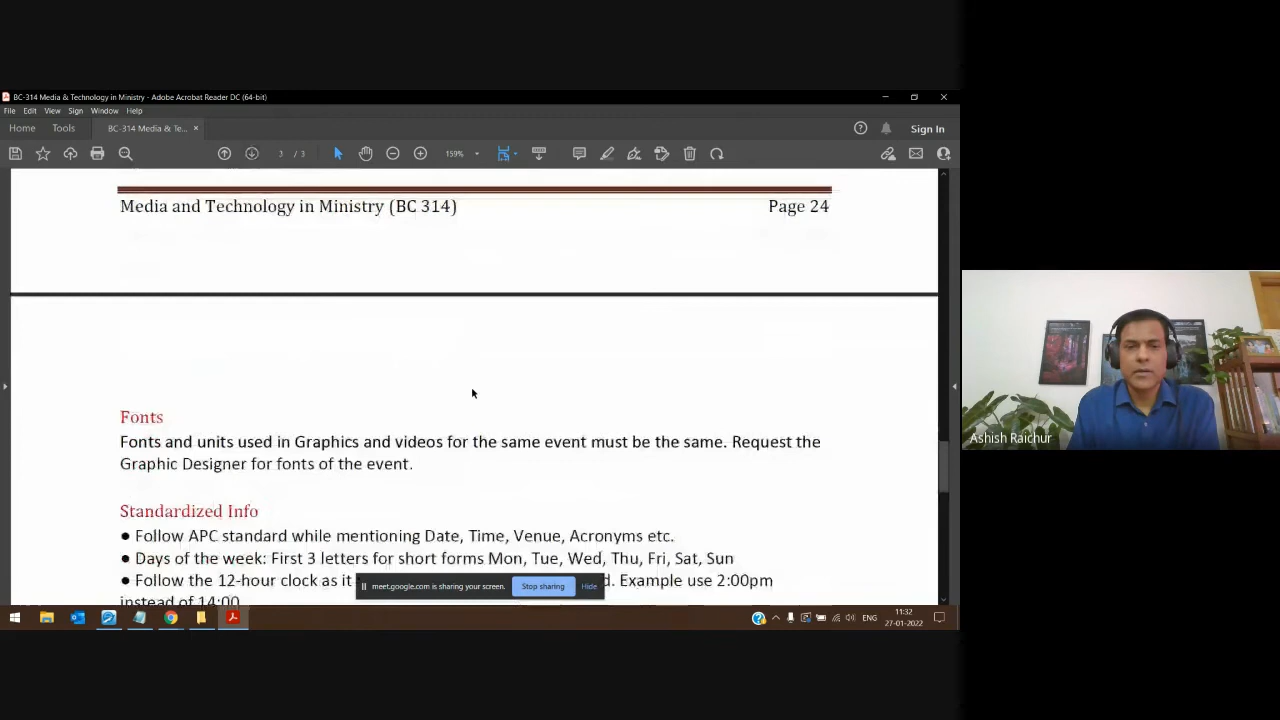 BC-314 Media & Technology in Ministry - Adobe Acrobat Reader DC (64-bit)
File Edit View Sign Window Help
Home Tools BC-314 Media & Te... × Sign In
3 / 3 159%
Media and Technology in Ministry (BC 314) Page 24
Fonts
Fonts and units used in Graphics and videos for the same event must be the same. Request the
Graphic Designer for fonts of the event.
Standardized Info
● Follow APC standard while mentioning Date, Time, Venue, Acronyms etc.
● Days of the week: First 3 letters for short forms Mon, Tue, Wed, Thu, Fri, Sat, Sun
● Follow the 12-hour clock as it d. Example use 2:00pm
instead of 14:00
meet.google.com is sharing your screen. Stop sharing Hide
ENG 11:32
27-01-2022
Ashish Raichur